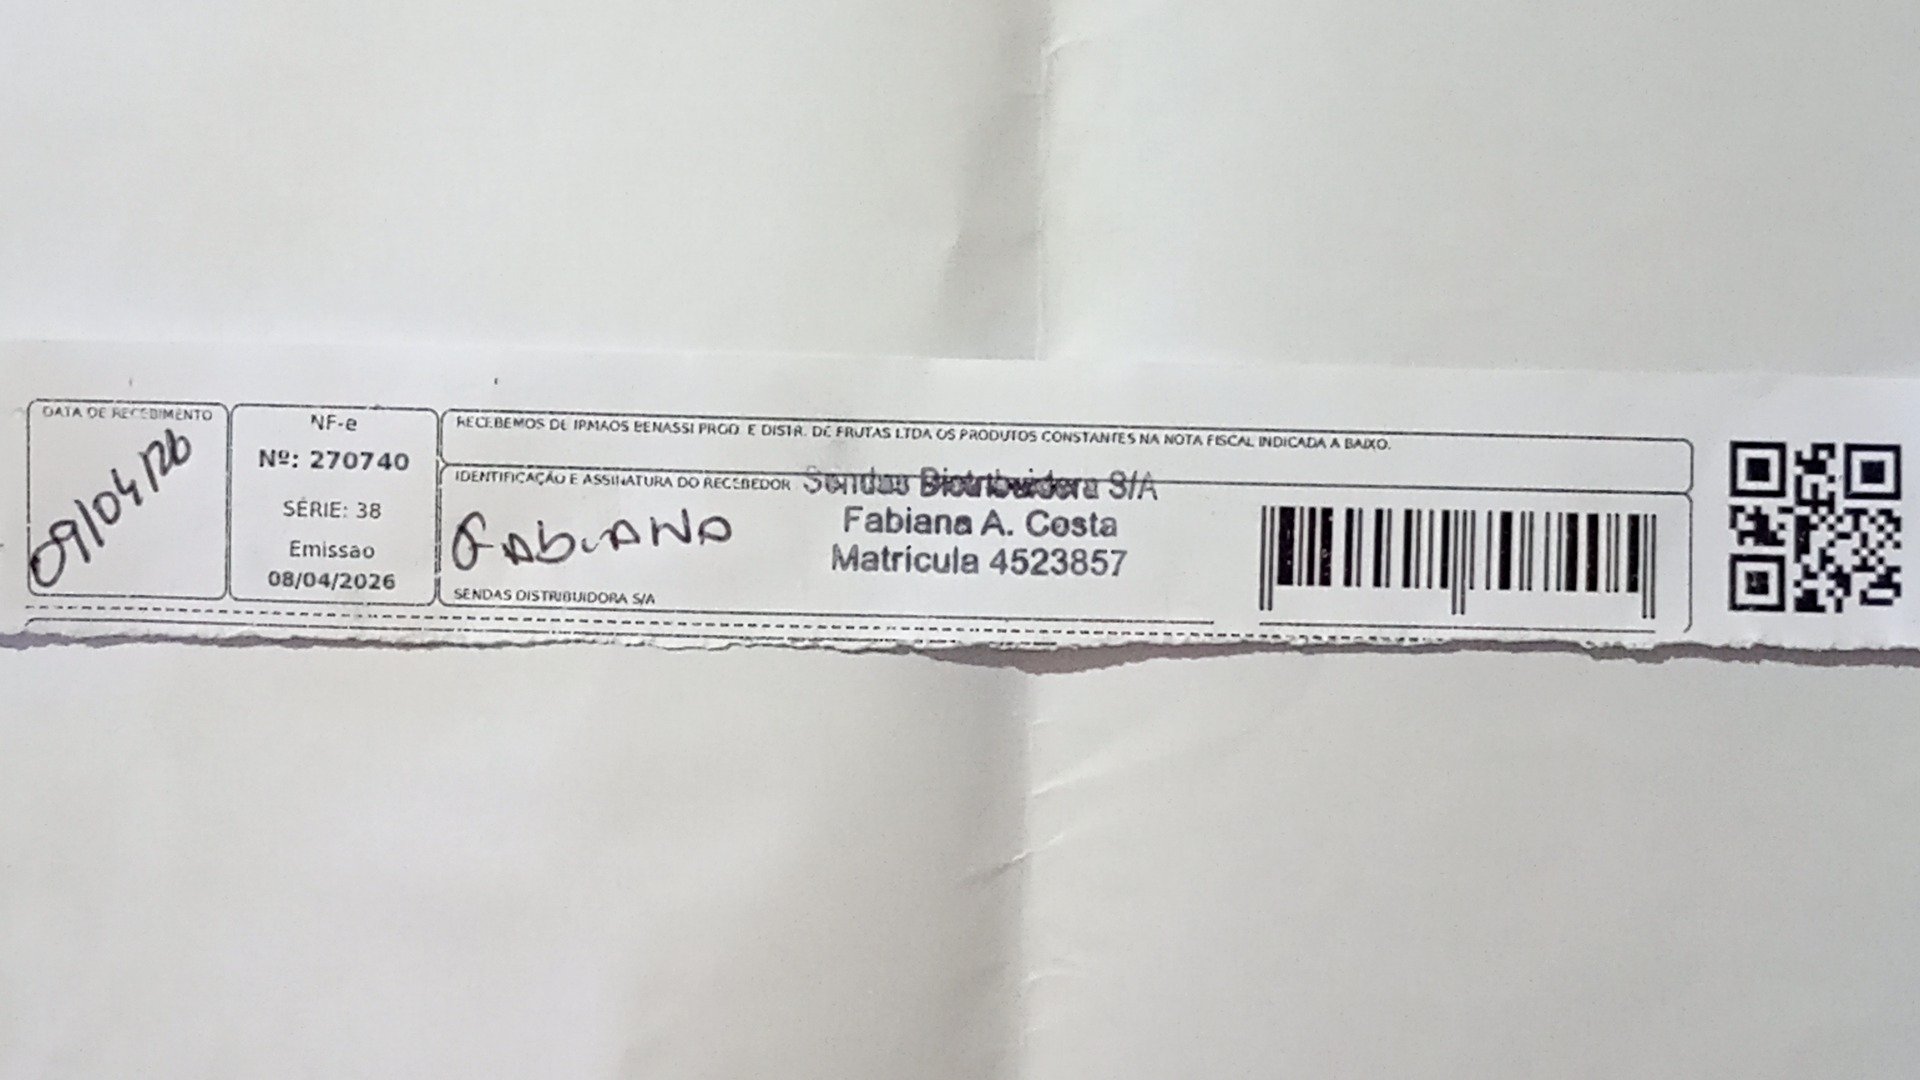 DATA DE RECEBIMENTO
09/04/26
NF-e
Nº: 270740
SÉRIE: 38
Emissao
08/04/2026
RECEBEMOS DE IRMAOS BENASSI PROD E DISTR. DE FRUTAS LTDA OS PRODUTOS CONSTANTES NA NOTA FISCAL INDICADA A BAIXO.
IDENTIFICAÇÃO E ASSINATURA DO RECEBEDOR
Sendas Distribuidora S/A
Fabiana A. Costa
Matricula 4523857
FABIANA
SENDAS DISTRIBUIDORA S/A